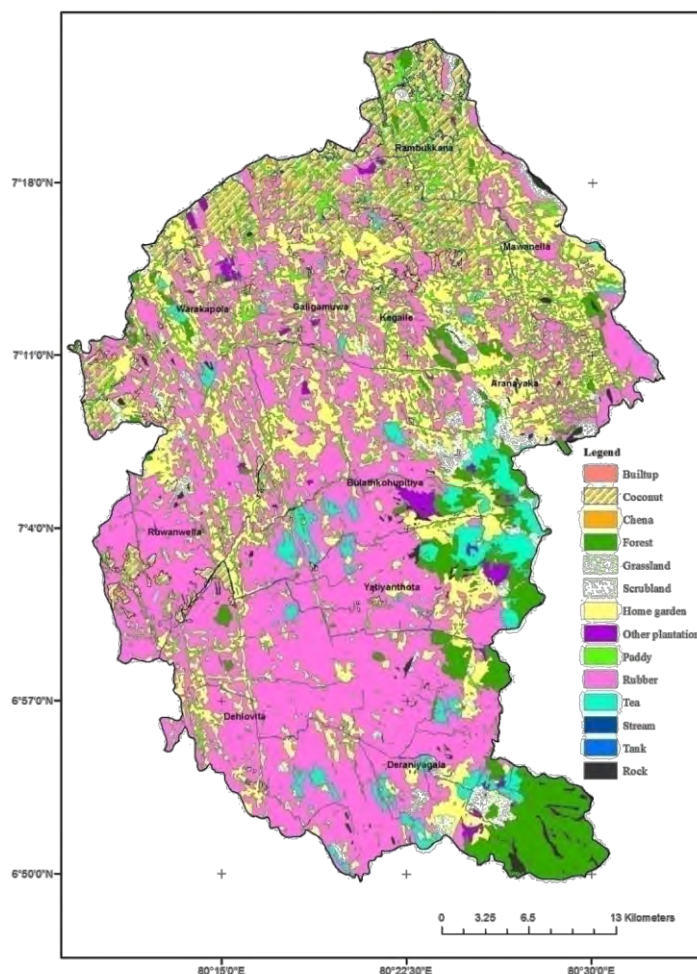 Rambukkana
7°18'0"N
Mawanella
Warakapola
Galigamuwa
Kegalle
7°11'0"N
Aranayaka
Legend
Builtup
Coconut
Chena
Forest
Grassland
Scrubland
Home garden
Other plantation
Paddy
Rubber
Tea
Stream
Tank
Rock
Bulathkohupitiya
7°4'0"N
Ruwanwella
Yatiyanthota
6°57'0"N
Dehiovita
Deraniyagala
6°50'0"N
0 3.25 6.5 13 Kilometers
80°15'0"E 80°22'30"E 80°30'0"E